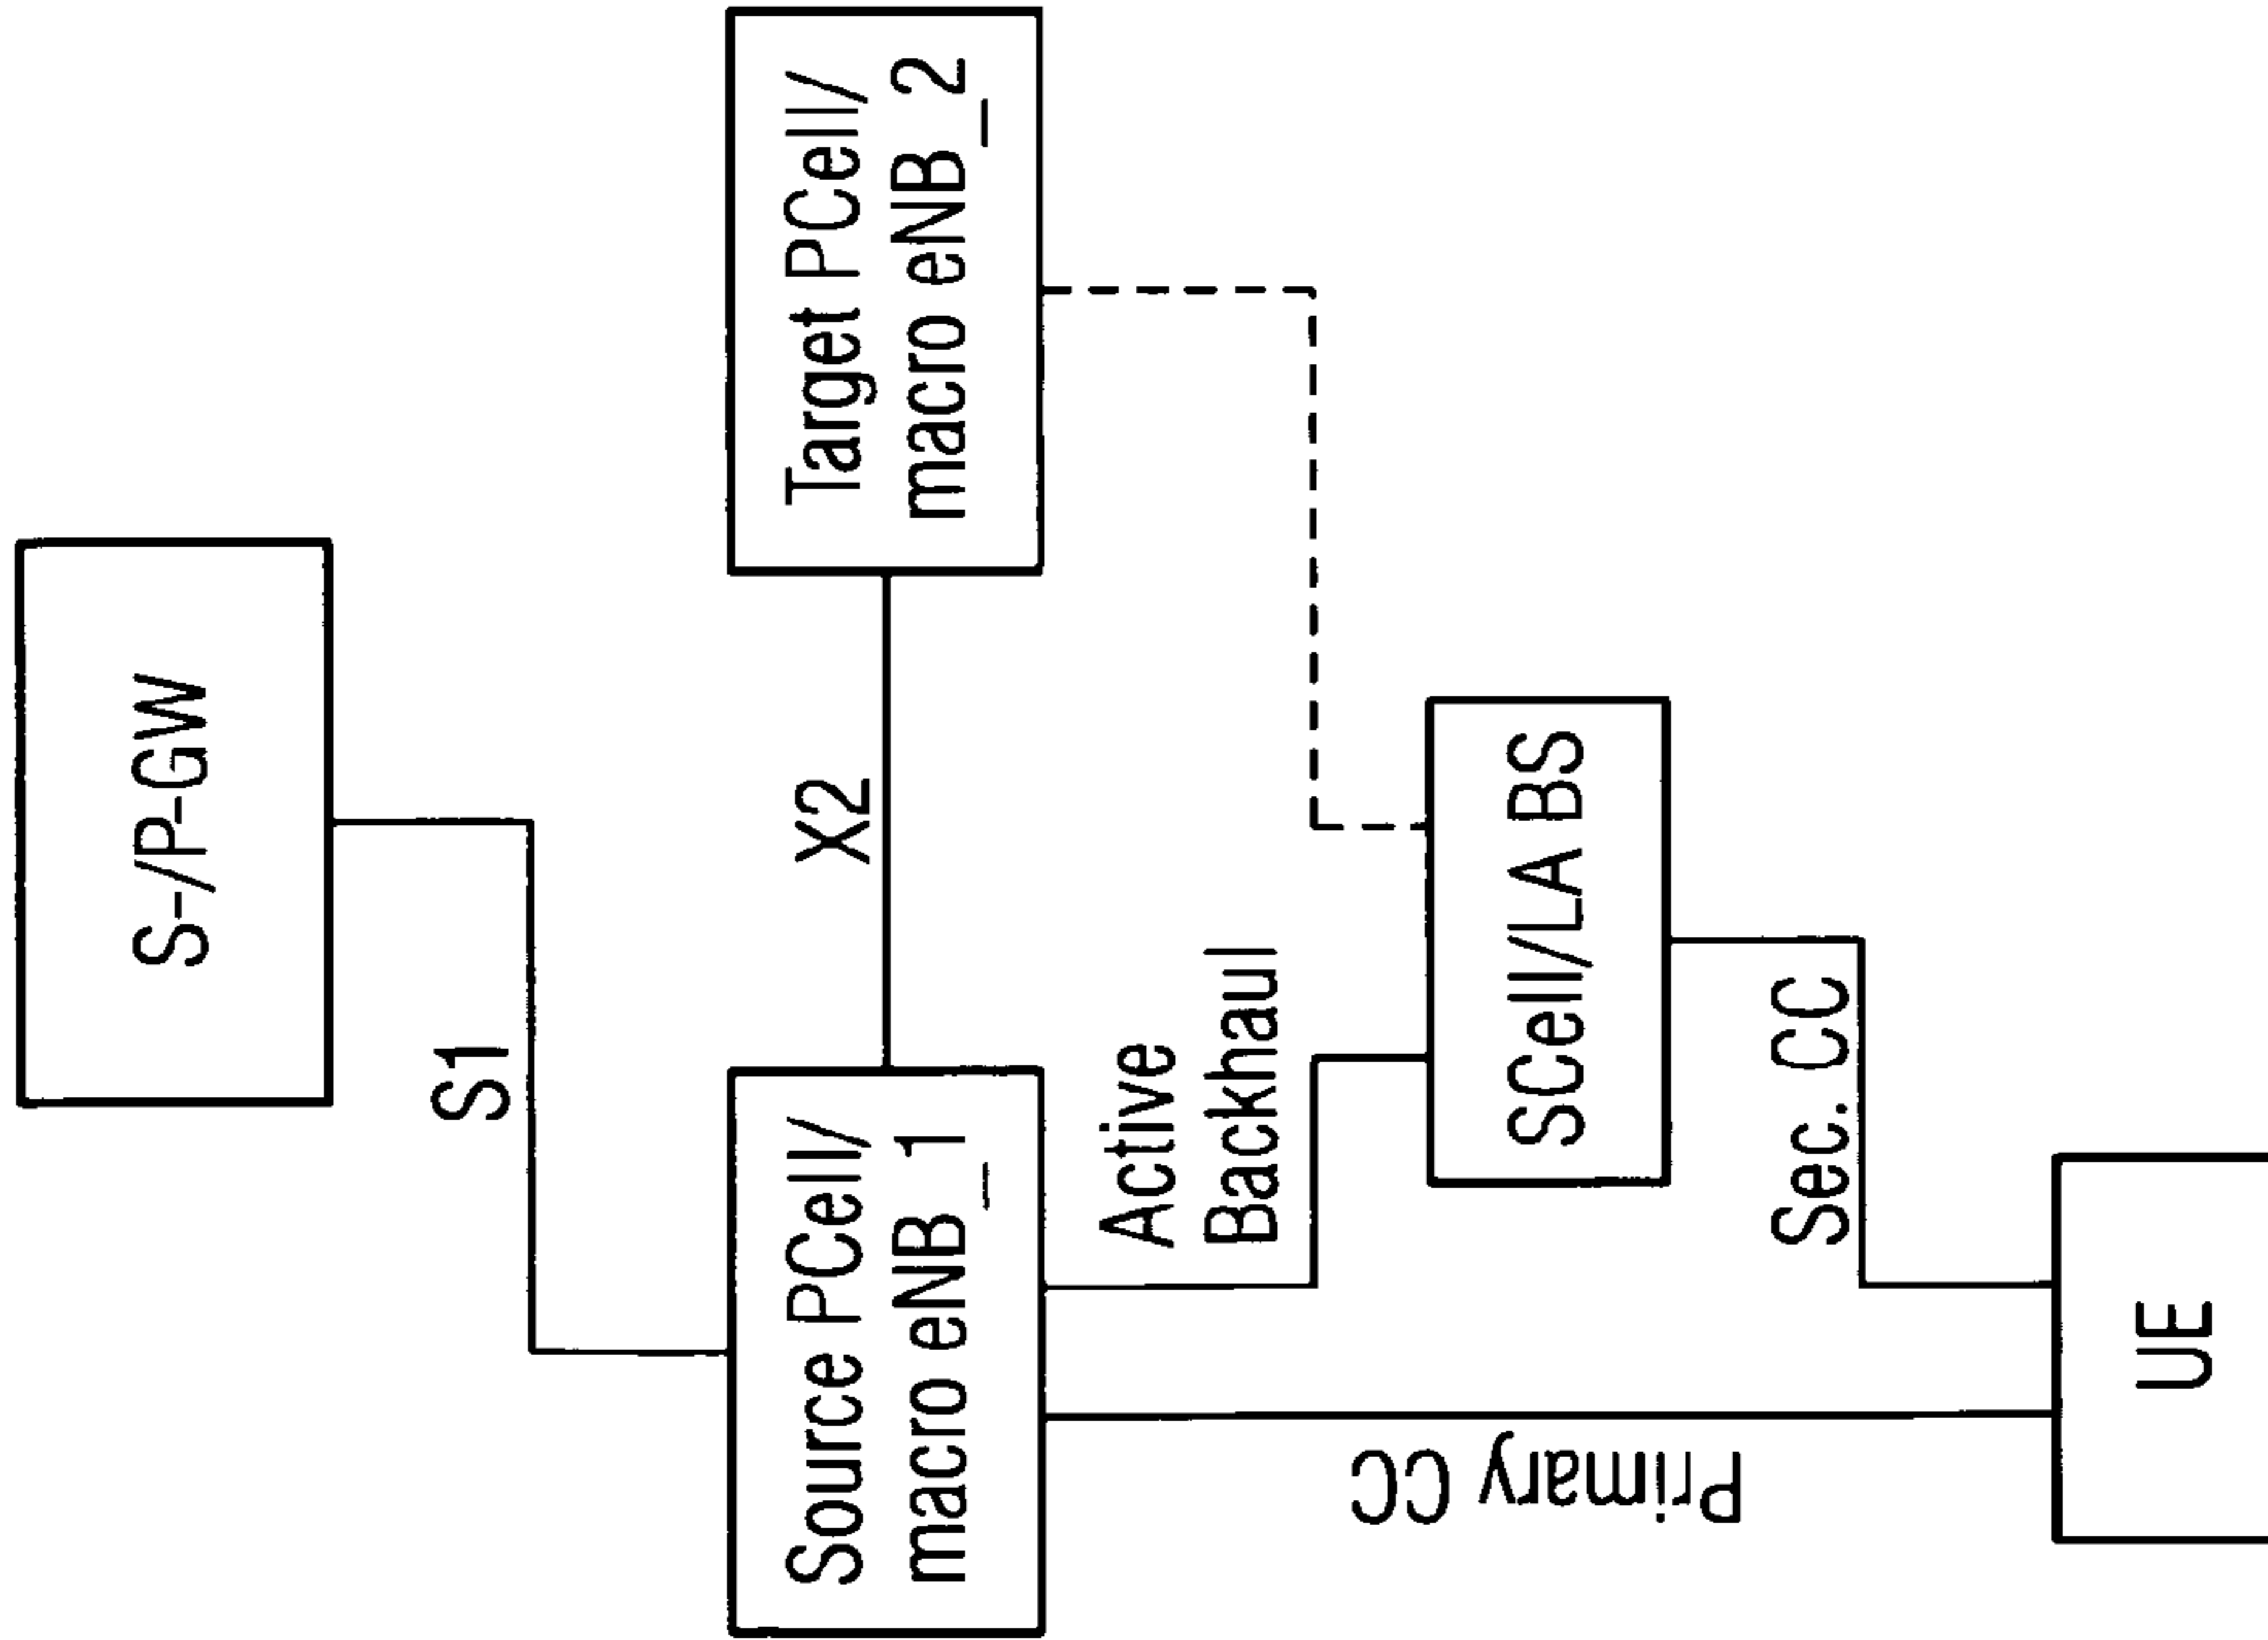 S-/P-GW
S1
Source PCell/
macro eNB_1
X2
Target PCell/
macro eNB_2
Active
Backhaul
SCell/LA BS
Primary CC
Sec. CC
UE